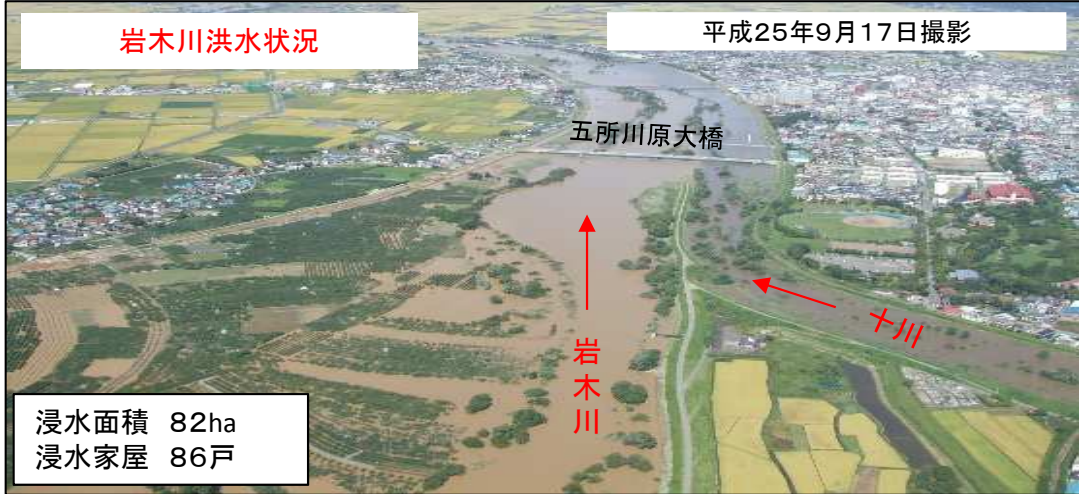 岩木川洪水状況
平成25年9月17日撮影
五所川原大橋
十川
岩木川
浸水面積 82ha
浸水家屋 86戸